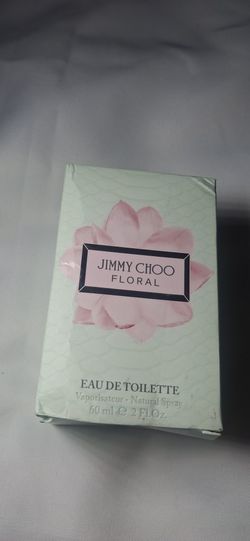 JIMMY CHOO
FLORAL
EAU DE TOILETTE
Vaporisateur - Natural Spray
60 ml ℮ 2 Fl.Oz.